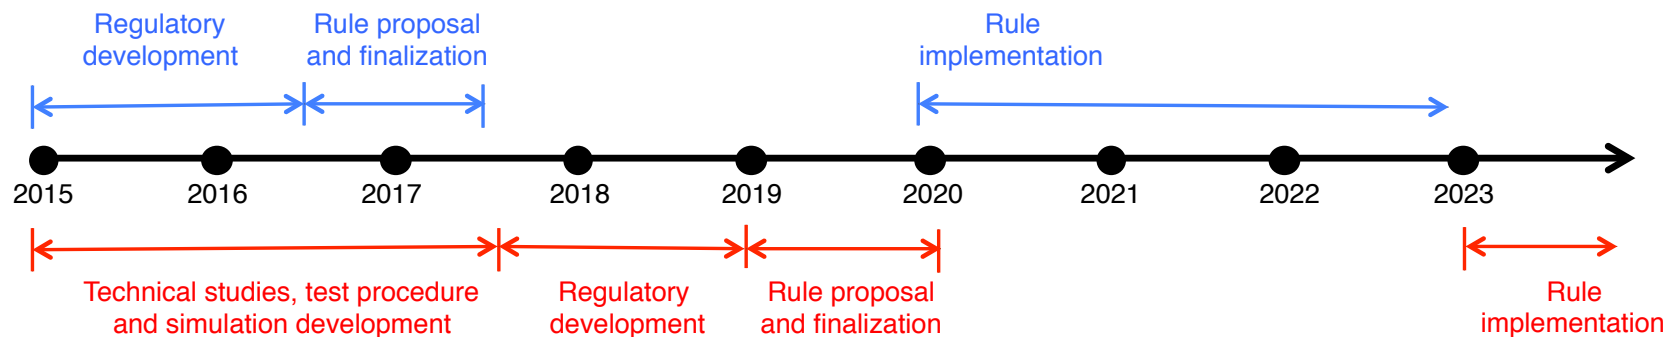 Regulatory
development
Rule proposal
and finalization
Rule
implementation
2015
2016
2017
2018
2019
2020
2021
2022
2023
Technical studies, test procedure
and simulation development
Regulatory
development
Rule proposal
and finalization
Rule
implementation